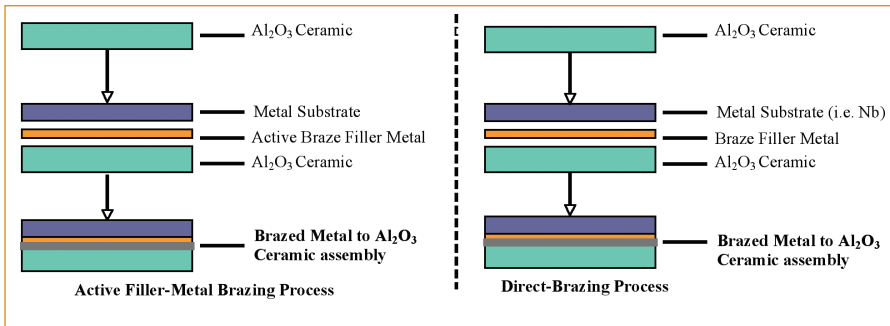 Al₂O₃ Ceramic
Metal Substrate
Active Braze Filler Metal
Al₂O₃ Ceramic
Brazed Metal to Al₂O₃
Ceramic assembly
Active Filler-Metal Brazing Process
Al₂O₃ Ceramic
Metal Substrate (i.e. Nb)
Braze Filler Metal
Al₂O₃ Ceramic
Brazed Metal to Al₂O₃
Ceramic assembly
Direct-Brazing Process